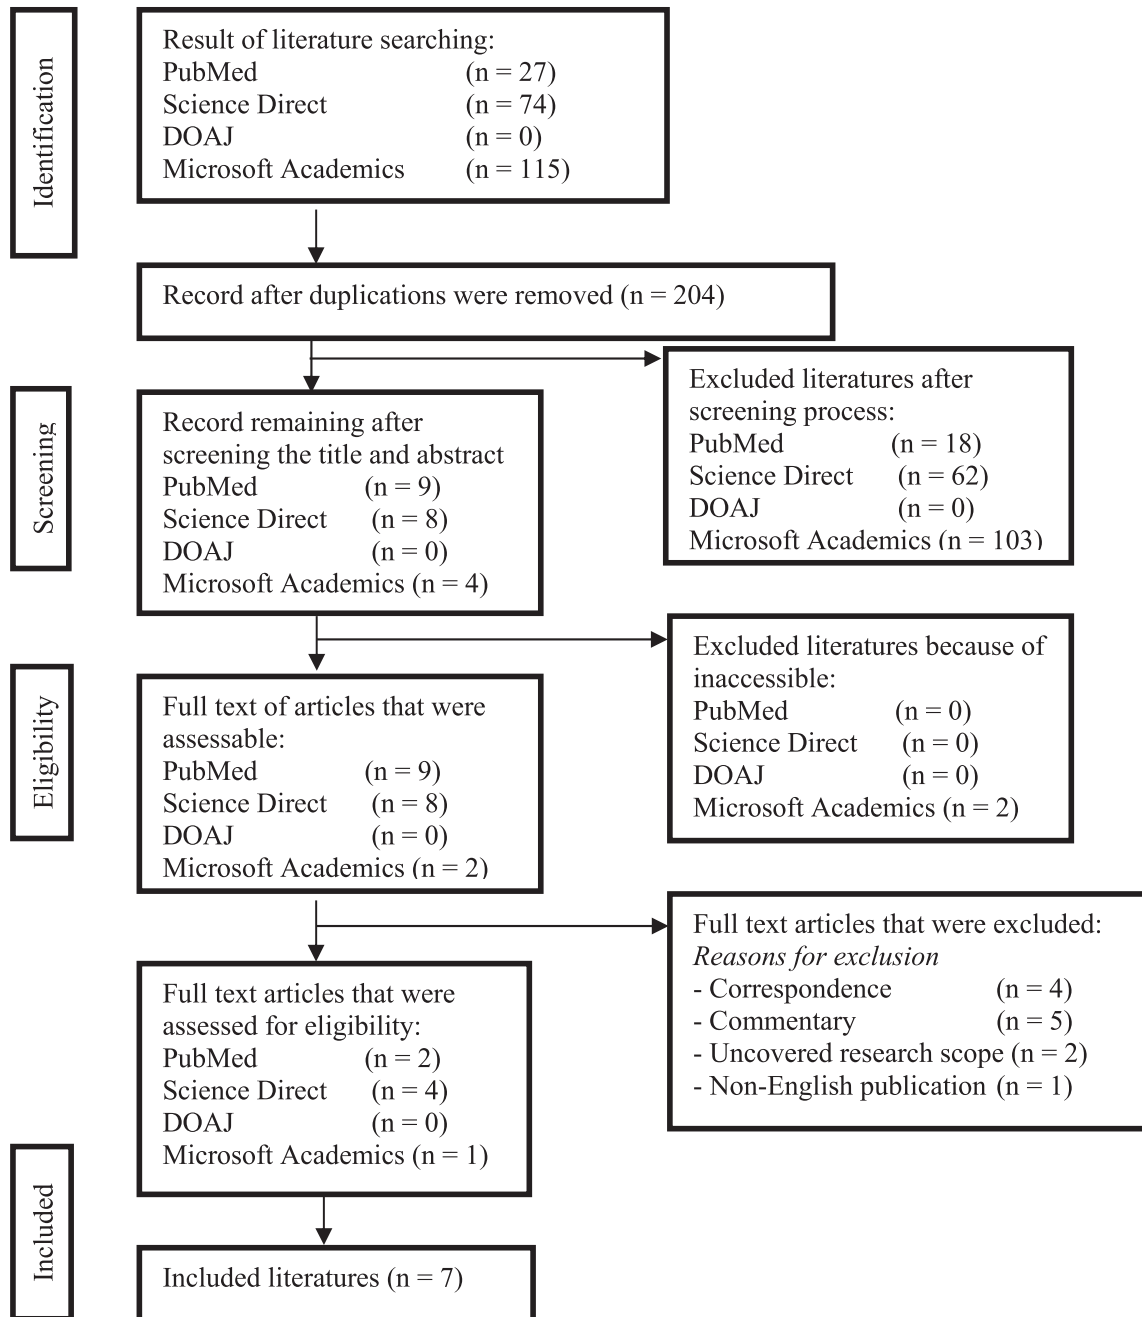 Identification
Result of literature searching:
PubMed (n = 27)
Science Direct (n = 74)
DOAJ (n = 0)
Microsoft Academics (n = 115)
Record after duplications were removed (n = 204)
Screening
Record remaining after
screening the title and abstract
PubMed (n = 9)
Science Direct (n = 8)
DOAJ (n = 0)
Microsoft Academics (n = 4)
Excluded literatures after
screening process:
PubMed (n = 18)
Science Direct (n = 62)
DOAJ (n = 0)
Microsoft Academics (n = 103)
Eligibility
Full text of articles that were
assessable:
PubMed (n = 9)
Science Direct (n = 8)
DOAJ (n = 0)
Microsoft Academics (n = 2)
Excluded literatures because of
inaccessible:
PubMed (n = 0)
Science Direct (n = 0)
DOAJ (n = 0)
Microsoft Academics (n = 2)
Full text articles that were
assessed for eligibility:
PubMed (n = 2)
Science Direct (n = 4)
DOAJ (n = 0)
Microsoft Academics (n = 1)
Full text articles that were excluded:
Reasons for exclusion
- Correspondence (n = 4)
- Commentary (n = 5)
- Uncovered research scope (n = 2)
- Non-English publication (n = 1)
Included
Included literatures (n = 7)